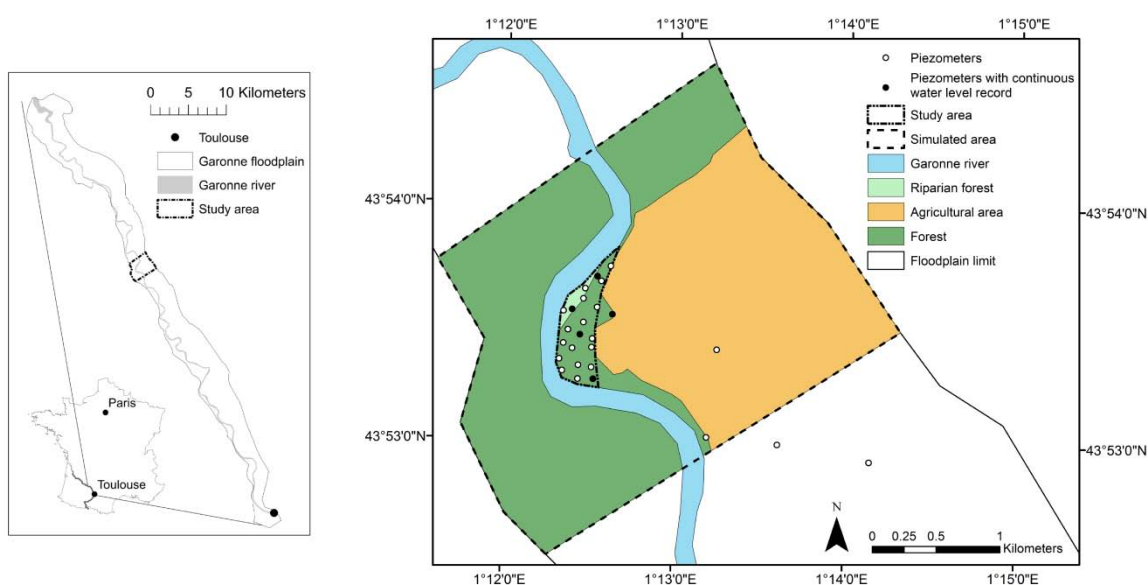 0 5 10 Kilometers
Toulouse
Garonne floodplain
Garonne river
Study area
Paris
Toulouse
1°12'0"E 1°13'0"E 1°14'0"E 1°15'0"E
Piezometers
Piezometers with continuous
water level record
Study area
Simulated area
Garonne river
Riparian forest
Agricultural area
Forest
Floodplain limit
43°54'0"N 43°54'0"N
43°53'0"N 43°53'0"N
N
0 0.25 0.5 1
Kilometers
1°12'0"E 1°13'0"E 1°14'0"E 1°15'0"E